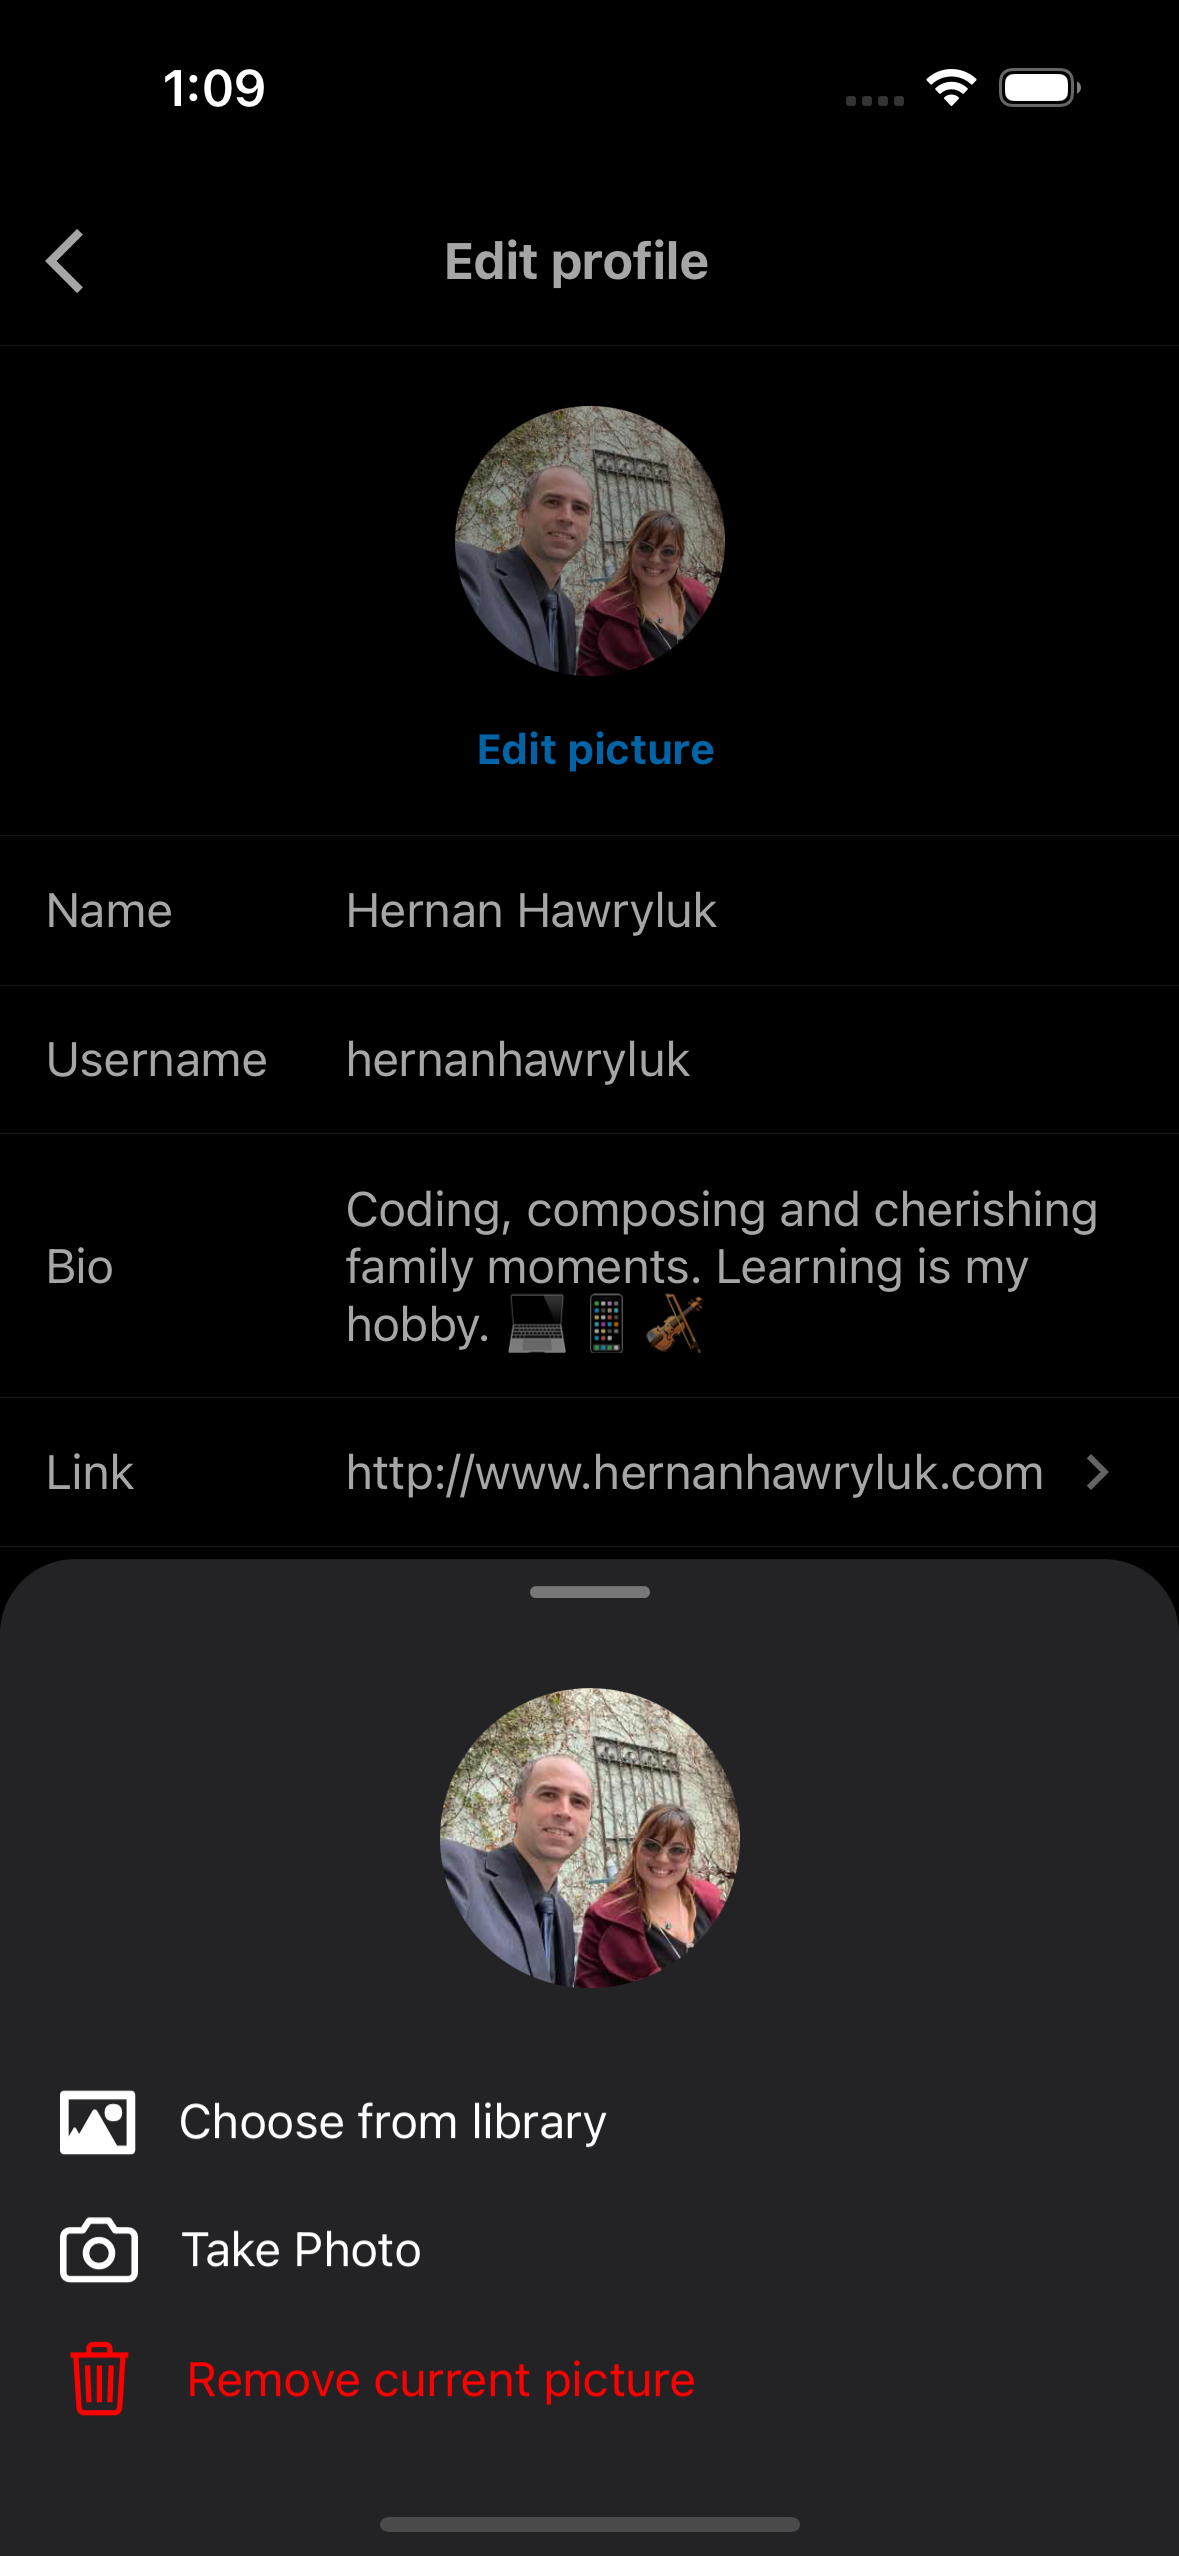 1:09
Edit profile
Edit picture
Name Hernan Hawryluk
Username hernanhawryluk
Bio Coding, composing and cherishing
family moments. Learning is my
hobby. 💻 📱 🎻
Link http://www.hernanhawryluk.com
Choose from library
Take Photo
Remove current picture